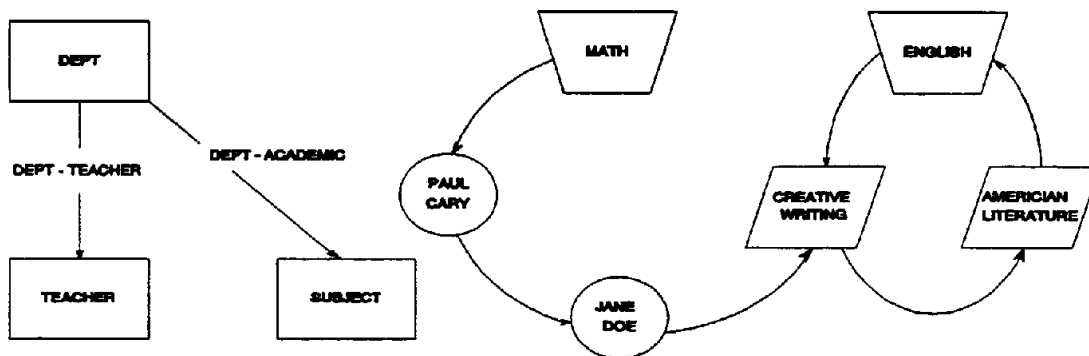 DEPT
DEPT - TEACHER
DEPT - ACADEMIC
TEACHER
SUBJECT
MATH
PAUL
CARY
JANE
DOE
ENGLISH
CREATIVE
WRITING
AMERICIAN
LITERATURE